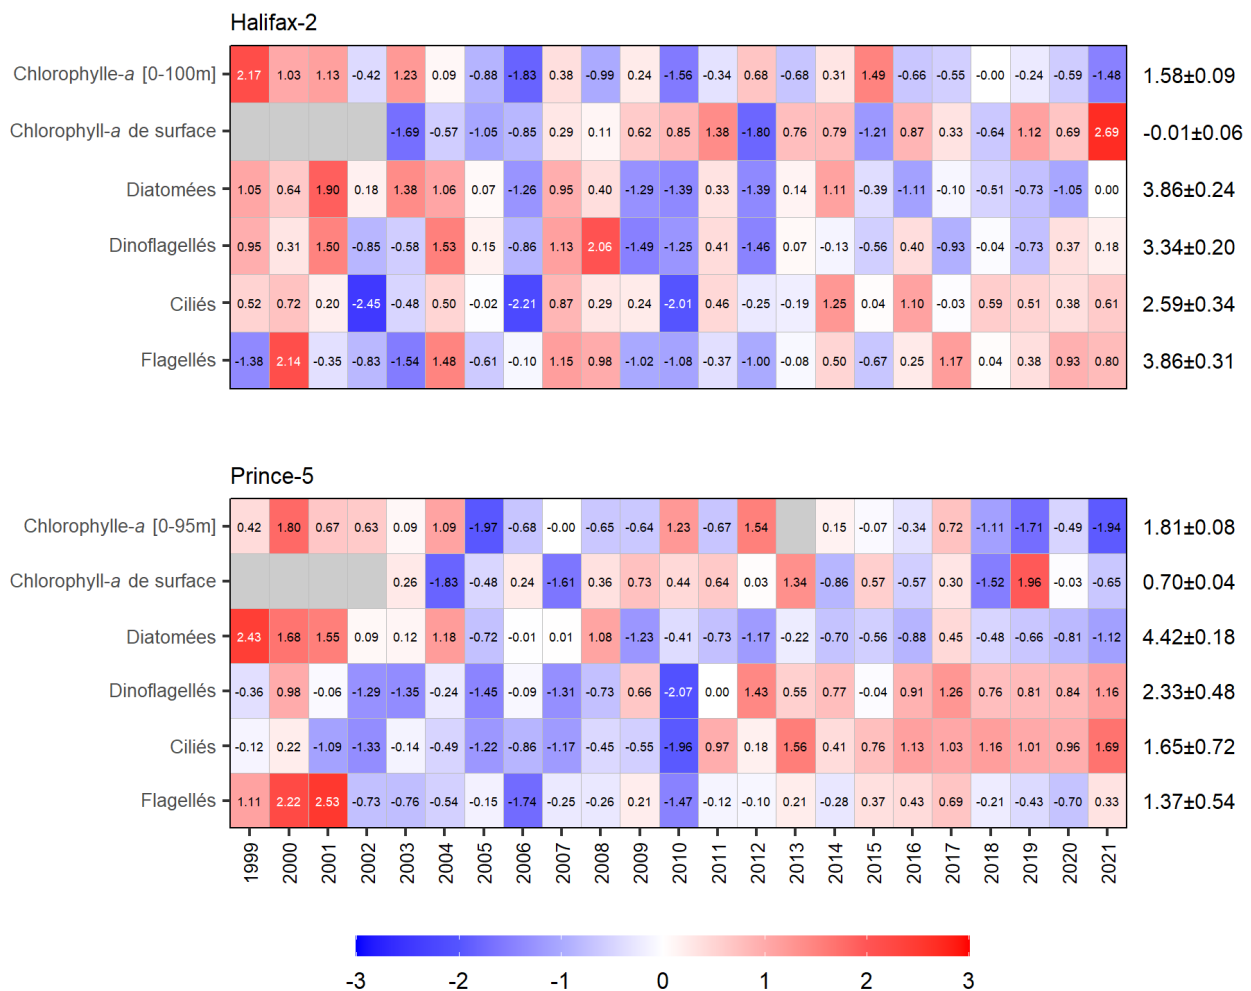 Halifax-2
Chlorophylle-a [0-100m] 2.17 1.03 1.13 -0.42 1.23 0.09 -0.88 -1.83 0.38 -0.99 0.24 -1.56 -0.34 0.68 -0.68 0.31 1.49 -0.66 -0.55 -0.00 -0.24 -0.59 -1.48 1.58±0.09
Chlorophyll-a de surface -1.69 -0.57 -1.05 -0.85 0.29 0.11 0.62 0.85 1.38 -1.80 0.76 0.79 -1.21 0.87 0.33 -0.64 1.12 0.69 2.69 -0.01±0.06
Diatomées 1.05 0.64 1.90 0.18 1.38 1.06 0.07 -1.26 0.95 0.40 -1.29 -1.39 0.33 -1.39 0.14 1.11 -0.39 -1.11 -0.10 -0.51 -0.73 -1.05 0.00 3.86±0.24
Dinoflagellés 0.95 0.31 1.50 -0.85 -0.58 1.53 0.15 -0.86 1.13 2.06 -1.49 -1.25 0.41 -1.46 0.07 -0.13 -0.56 0.40 -0.93 -0.04 -0.73 0.37 0.18 3.34±0.20
Ciliés 0.52 0.72 0.20 -2.45 -0.48 0.50 -0.02 -2.21 0.87 0.29 0.24 -2.01 0.46 -0.25 -0.19 1.25 0.04 1.10 -0.03 0.59 0.51 0.38 0.61 2.59±0.34
Flagellés -1.38 2.14 -0.35 -0.83 -1.54 1.48 -0.61 -0.10 1.15 0.98 -1.02 -1.08 -0.37 -1.00 -0.08 0.50 -0.67 0.25 1.17 0.04 0.38 0.93 0.80 3.86±0.31
Prince-5
Chlorophylle-a [0-95m] 0.42 1.80 0.67 0.63 0.09 1.09 -1.97 -0.68 -0.00 -0.65 -0.64 1.23 -0.67 1.54 0.15 -0.07 -0.34 0.72 -1.11 -1.71 -0.49 -1.94 1.81±0.08
Chlorophyll-a de surface 0.26 -1.83 -0.48 0.24 -1.61 0.36 0.73 0.44 0.64 0.03 1.34 -0.86 0.57 -0.57 0.30 -1.52 1.96 -0.03 -0.65 0.70±0.04
Diatomées 2.43 1.68 1.55 0.09 0.12 1.18 -0.72 -0.01 0.01 1.08 -1.23 -0.41 -0.73 -1.17 -0.22 -0.70 -0.56 -0.88 0.45 -0.48 -0.66 -0.81 -1.12 4.42±0.18
Dinoflagellés -0.36 0.98 -0.06 -1.29 -1.35 -0.24 -1.45 -0.09 -1.31 -0.73 0.66 -2.07 0.00 1.43 0.55 0.77 -0.04 0.91 1.26 0.76 0.81 0.84 1.16 2.33±0.48
Ciliés -0.12 0.22 -1.09 -1.33 -0.14 -0.49 -1.22 -0.86 -1.17 -0.45 -0.55 -1.96 0.97 0.18 1.56 0.41 0.76 1.13 1.03 1.16 1.01 0.96 1.69 1.65±0.72
Flagellés 1.11 2.22 2.53 -0.73 -0.76 -0.54 -0.15 -1.74 -0.25 -0.26 0.21 -1.47 -0.12 -0.10 0.21 -0.28 0.37 0.43 0.69 -0.21 -0.43 -0.70 0.33 1.37±0.54
1999 2000 2001 2002 2003 2004 2005 2006 2007 2008 2009 2010 2011 2012 2013 2014 2015 2016 2017 2018 2019 2020 2021
-3 -2 -1 0 1 2 3